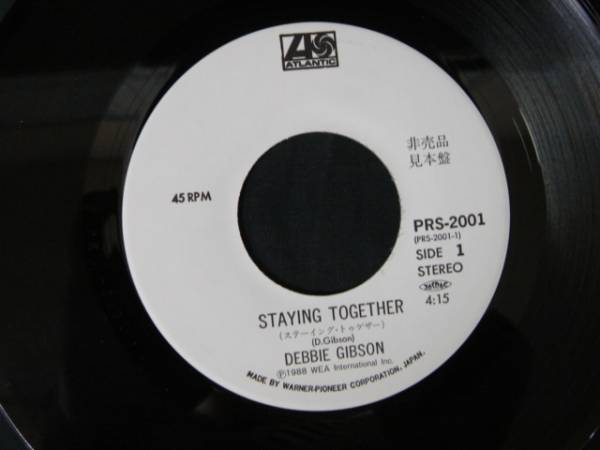 ATLANTIC
非売品
見本盤
45 RPM
PRS-2001
(PRS-2001-1)
SIDE 1
STEREO
4:15
STAYING TOGETHER
(ステーイング・トゥゲザー)
(D.Gibson)
DEBBIE GIBSON
Ⓟ1988 WEA International Inc.
MADE BY WARNER-PIONEER CORPORATION, JAPAN.